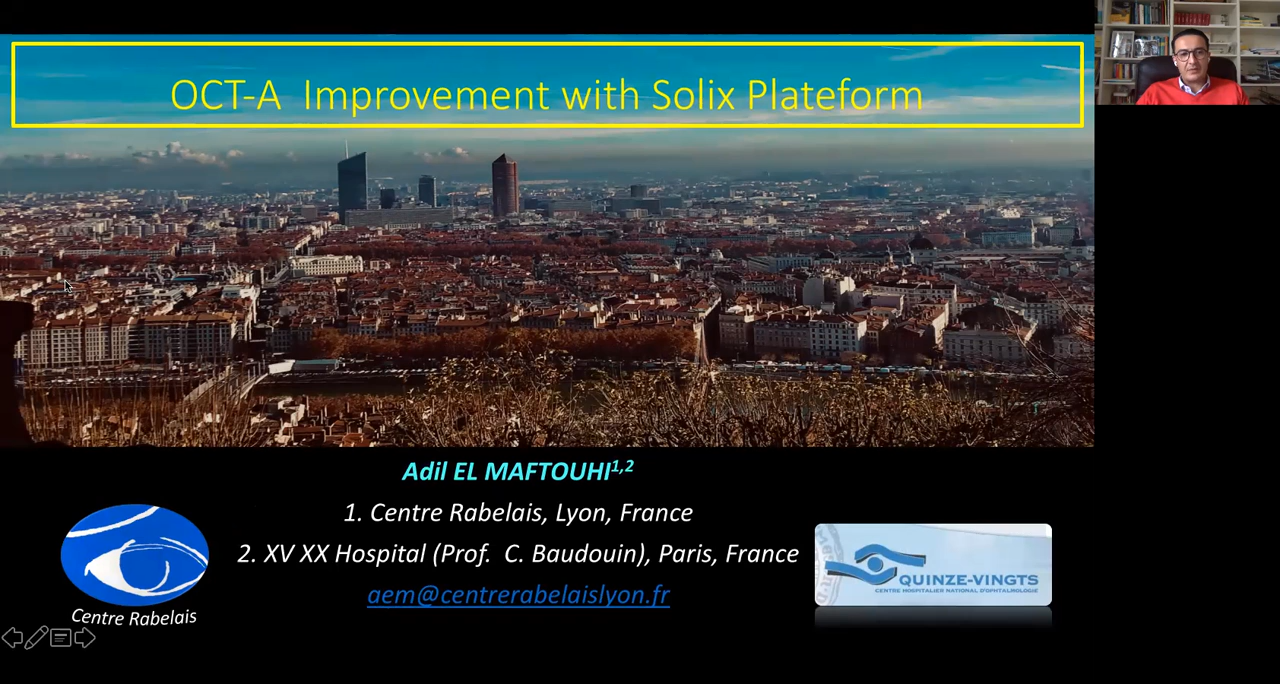 OCT-A Improvement with Solix Plateform
Adil EL MAFTOUHI1,2
1. Centre Rabelais, Lyon, France
2. XV XX Hospital (Prof. C. Baudouin), Paris, France
aem@centrerabelaislyon.fr
Centre Rabelais
QUINZE-VINGTS
CENTRE HOSPITALIER NATIONAL D'OPHTALMOLOGIE